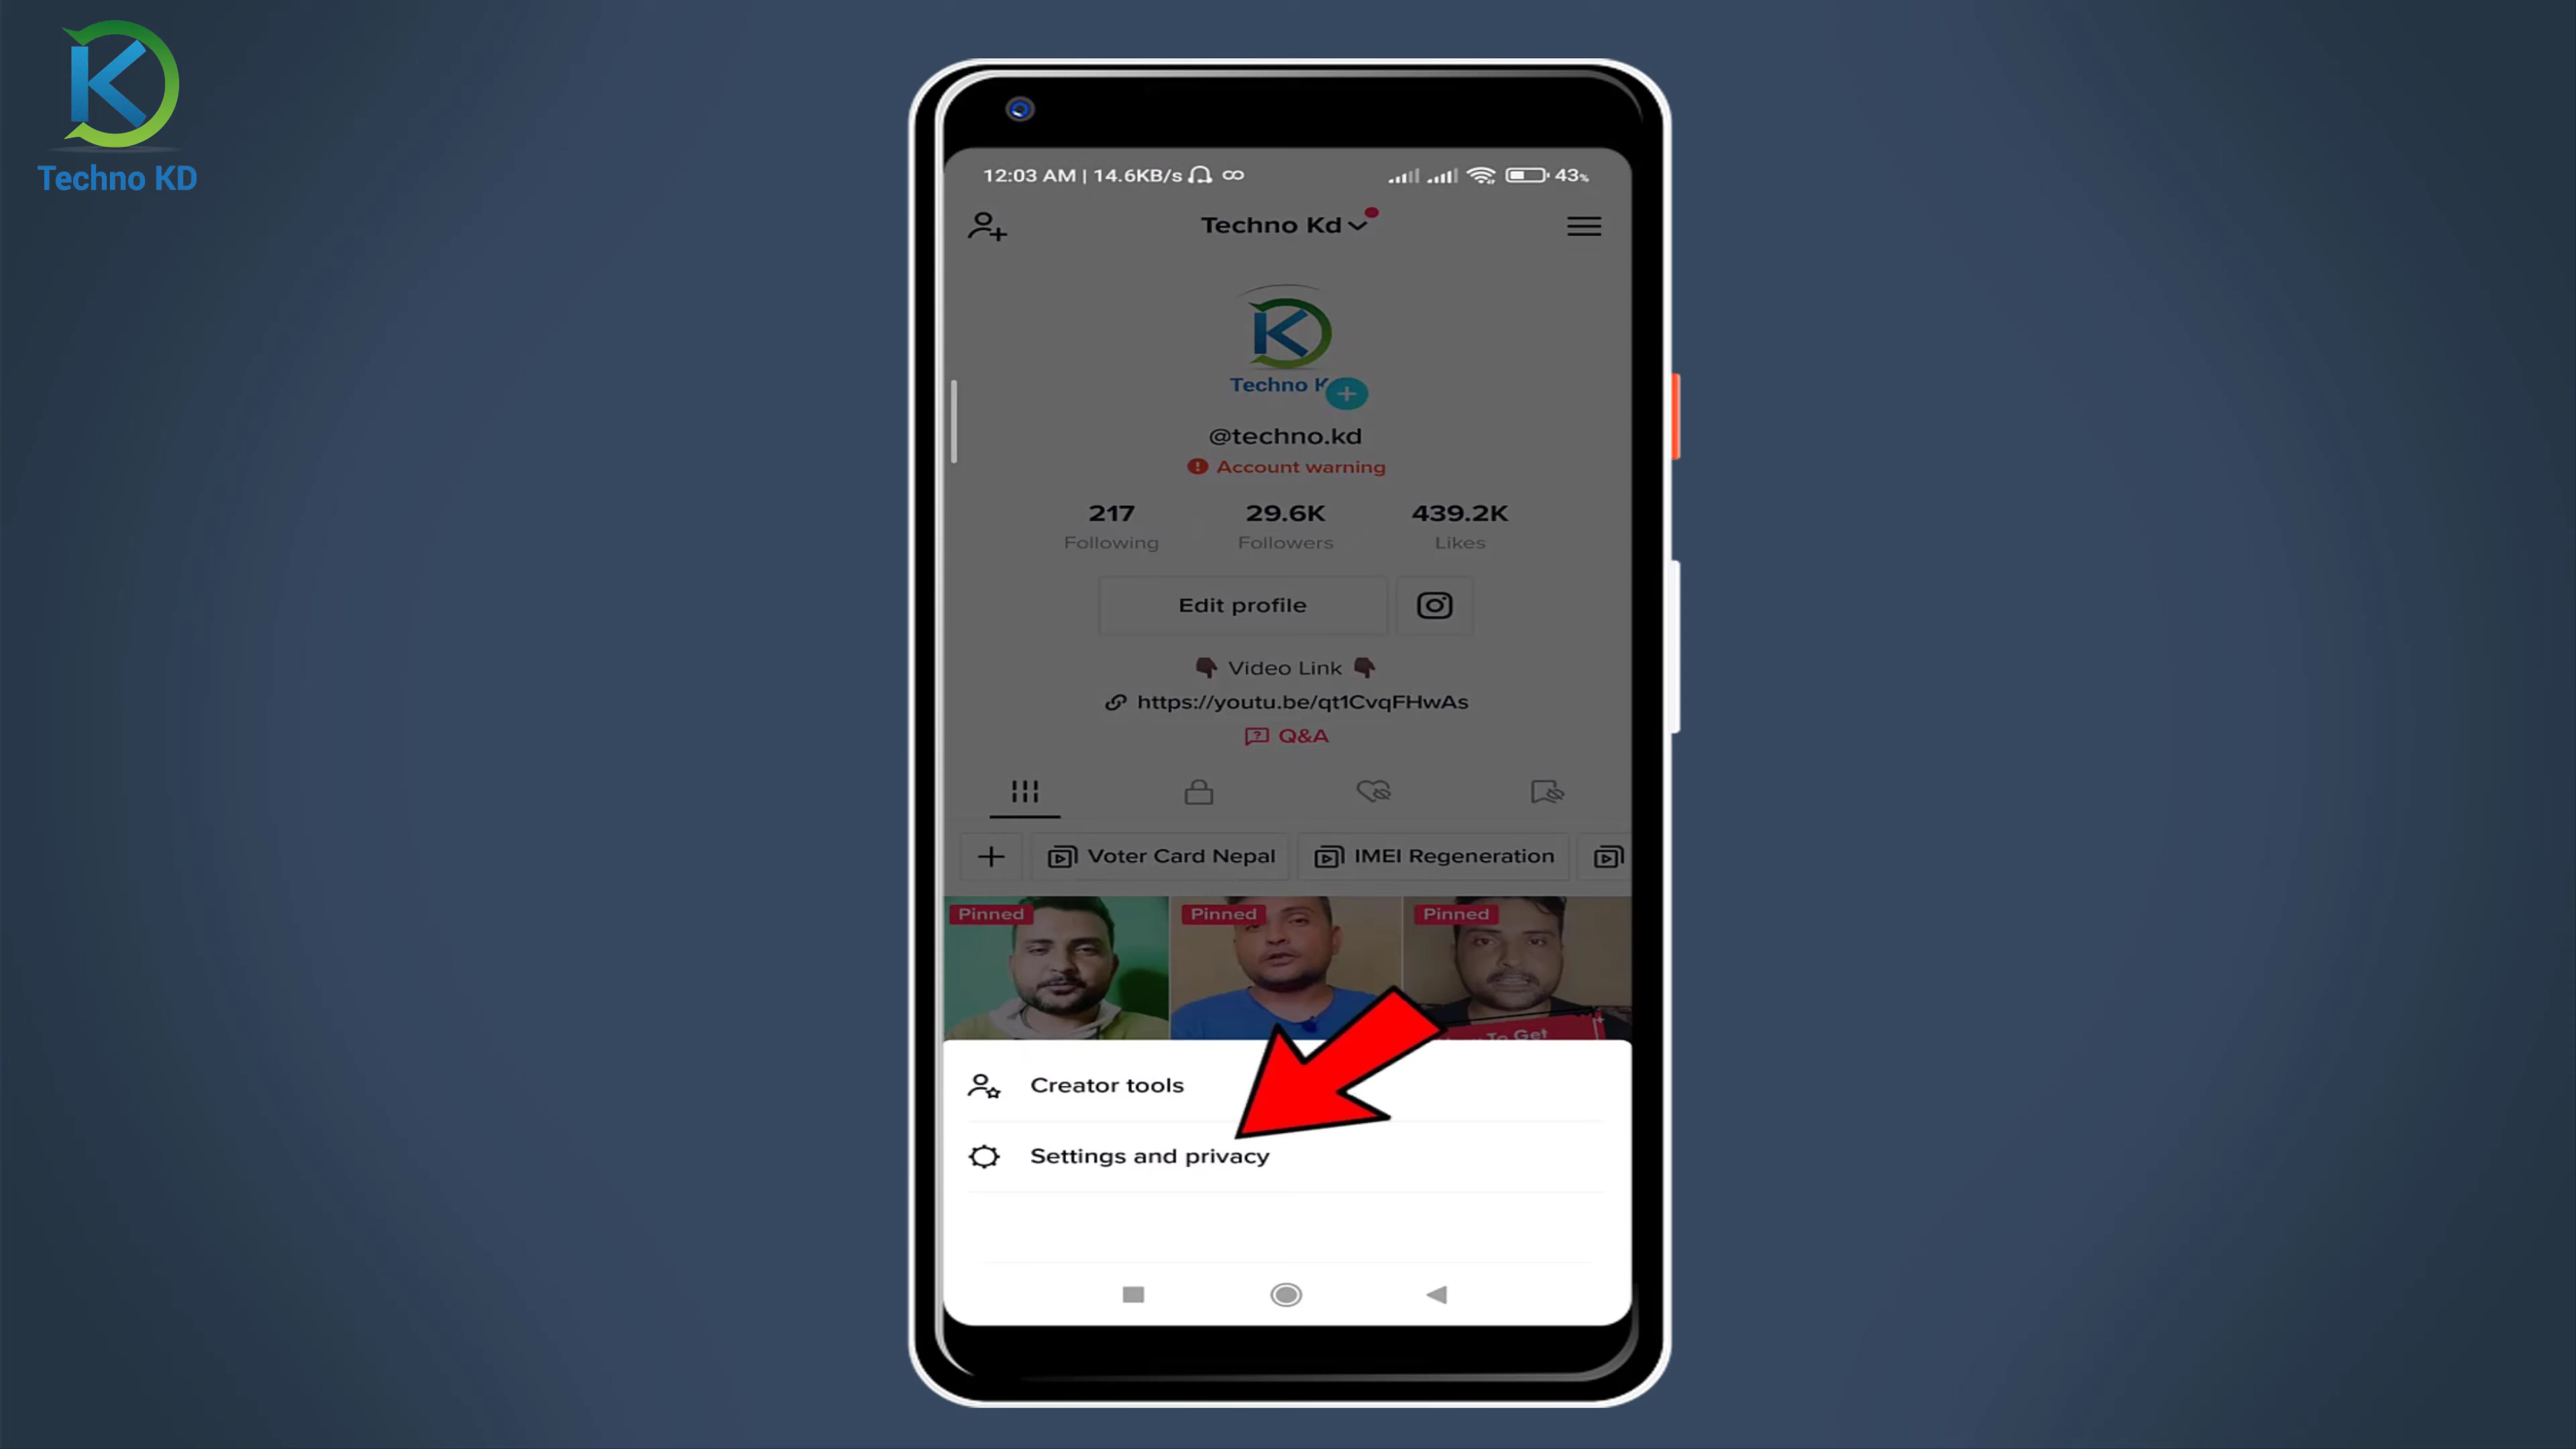 Techno KD
12:03 AM | 14.6KB/s 43%
Techno Kd
Techno K
@techno.kd
Account warning
217 29.6K 439.2K
Following Followers Likes
Edit profile
Video Link
https://youtu.be/qt1CvqFHwAs
Q&A
Voter Card Nepal IMEI Regeneration
Pinned Pinned Pinned
To Get
Creator tools
Settings and privacy